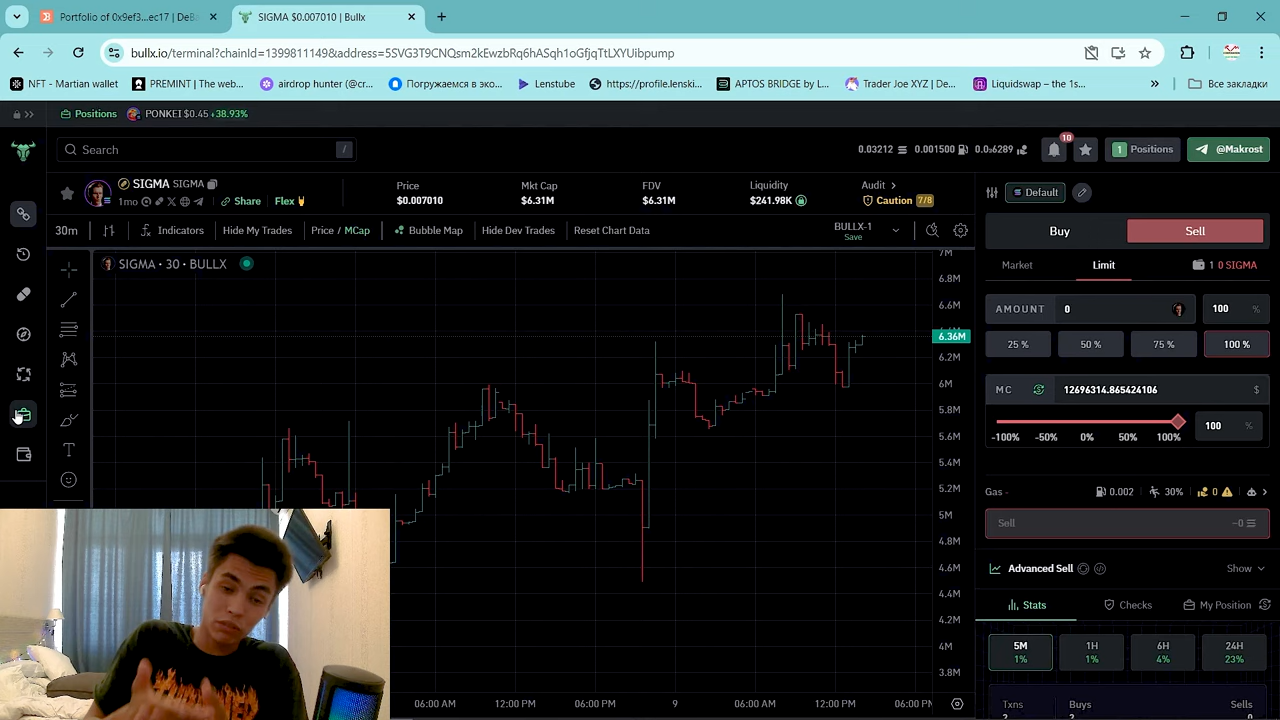 Portfolio of 0x9ef3...ec17 | DeBa
SIGMA $0.007010 | Bullx
bullx.io/terminal?chainId=1399811149&address=5SVG3T9CNQsm2kEwzbRq6hASqh1oGfjqTtLXYUibpump
NFT - Martian wallet
PREMINT | The web...
airdrop hunter (@cr...
Погружаемся в эко...
Lenstube
https://profile.lenski...
APTOS BRIDGE by L...
Trader Joe XYZ | De...
Liquidswap – the 1s...
»
Все закладки
Positions
PONKEI $0.45 +38.93%
Search
/
0.03212
0.001500
10
1 Positions
@Makrost
SIGMA SIGMA
1mo
Share
Flex
Price
$0.007010
Mkt Cap
$6.31M
FDV
$6.31M
Liquidity
$241.98K
Audit
Caution 7/8
Default
30m
Indicators
Hide My Trades
Price / MCap
Bubble Map
Hide Dev Trades
Reset Chart Data
BULLX-1
Save
Buy
Sell
Market
Limit
1 0 SIGMA
SIGMA · 30 · BULLX
7M
6.8M
6.6M
6.36M
6.2M
6M
5.8M
5.6M
5.4M
5.2M
5M
4.8M
4.6M
4.4M
4.2M
4M
3.8M
06:00 AM
12:00 PM
06:00 PM
9
06:00 AM
12:00 PM
06:00 PM
AMOUNT 0
100 %
25 %
50 %
75 %
100 %
MC 12696314.865424106 $
-100%
-50%
0%
50%
100%
100 %
Gas
0.002
30%
0
Sell
~0
Advanced Sell
Show
Stats
Checks
My Position
5M
1%
1H
1%
6H
4%
24H
23%
Txns
Buys
Sells